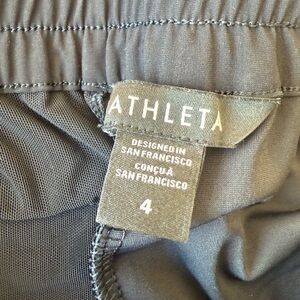 ATHLETA
DESIGNED IN
SAN FRANCISCO
CONÇU À
SAN FRANCISCO
4